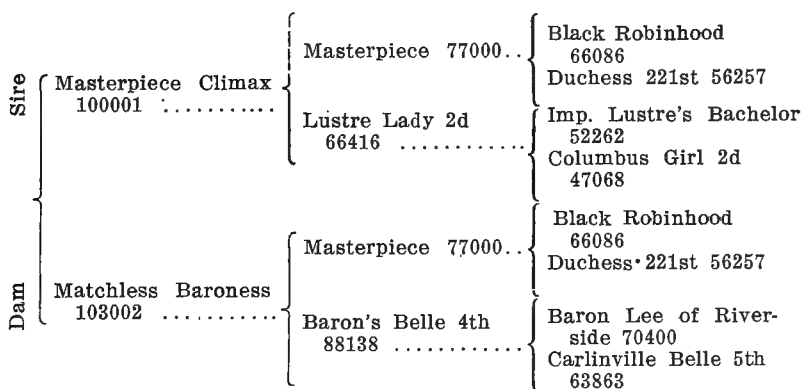 Sire
Masterpiece Climax
100001 ...........
Masterpiece 77000..
Black Robinhood
66086
Duchess 221st 56257
Lustre Lady 2d
66416 ............
Imp. Lustre's Bachelor
52262
Columbus Girl 2d
47068
Dam
Matchless Baroness
103002 ..........
Masterpiece 77000..
Black Robinhood
66086
Duchess 221st 56257
Baron's Belle 4th
88138 ............
Baron Lee of River-
side 70400
Carlinville Belle 5th
63863